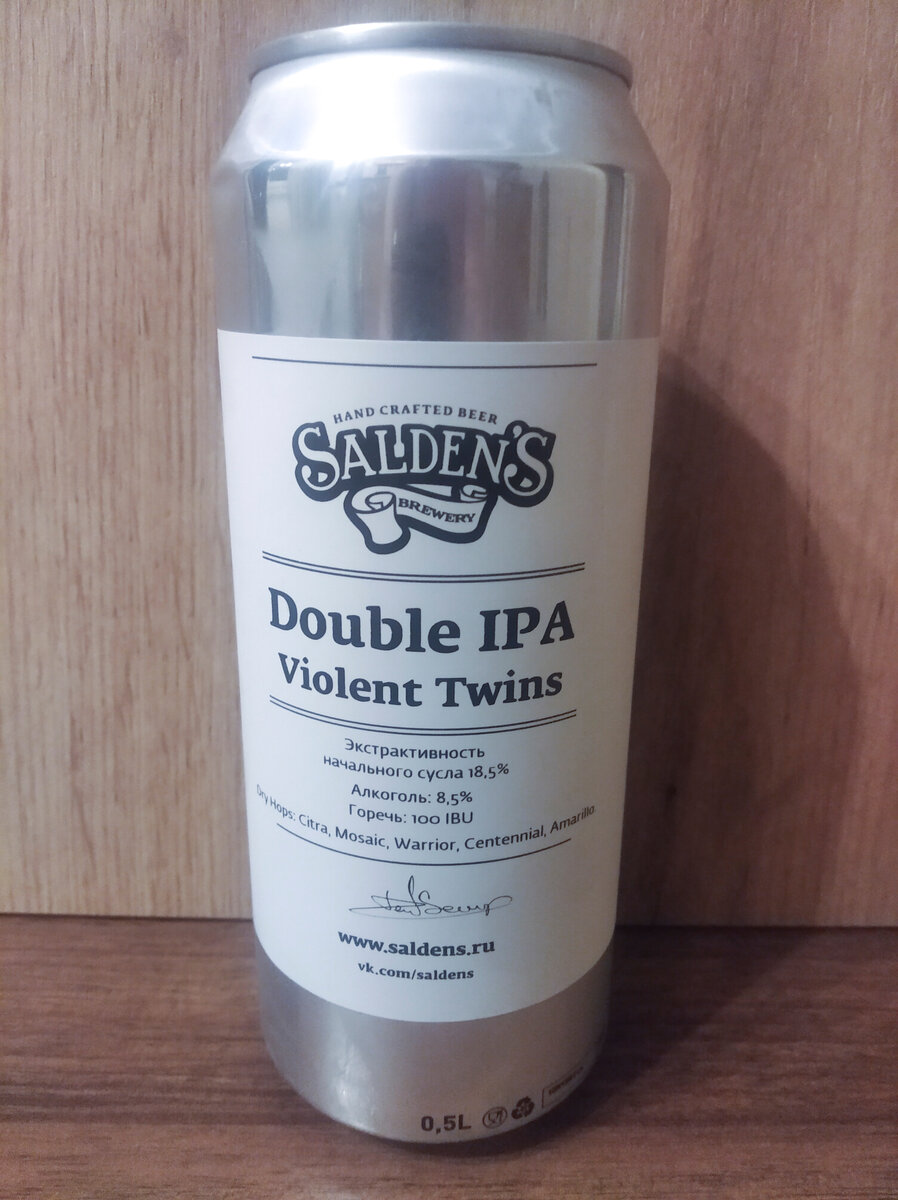 HAND CRAFTED BEER
SALDEN'S
BREWERY
Double IPA
Violent Twins
Экстрактивность
начального сусла 18,5%
Алкоголь: 8,5%
Горечь: 100 IBU
Dry Hops: Citra, Mosaic, Warrior, Centennial, Amarillo.
www.saldens.ru
vk.com/saldens
0,5L